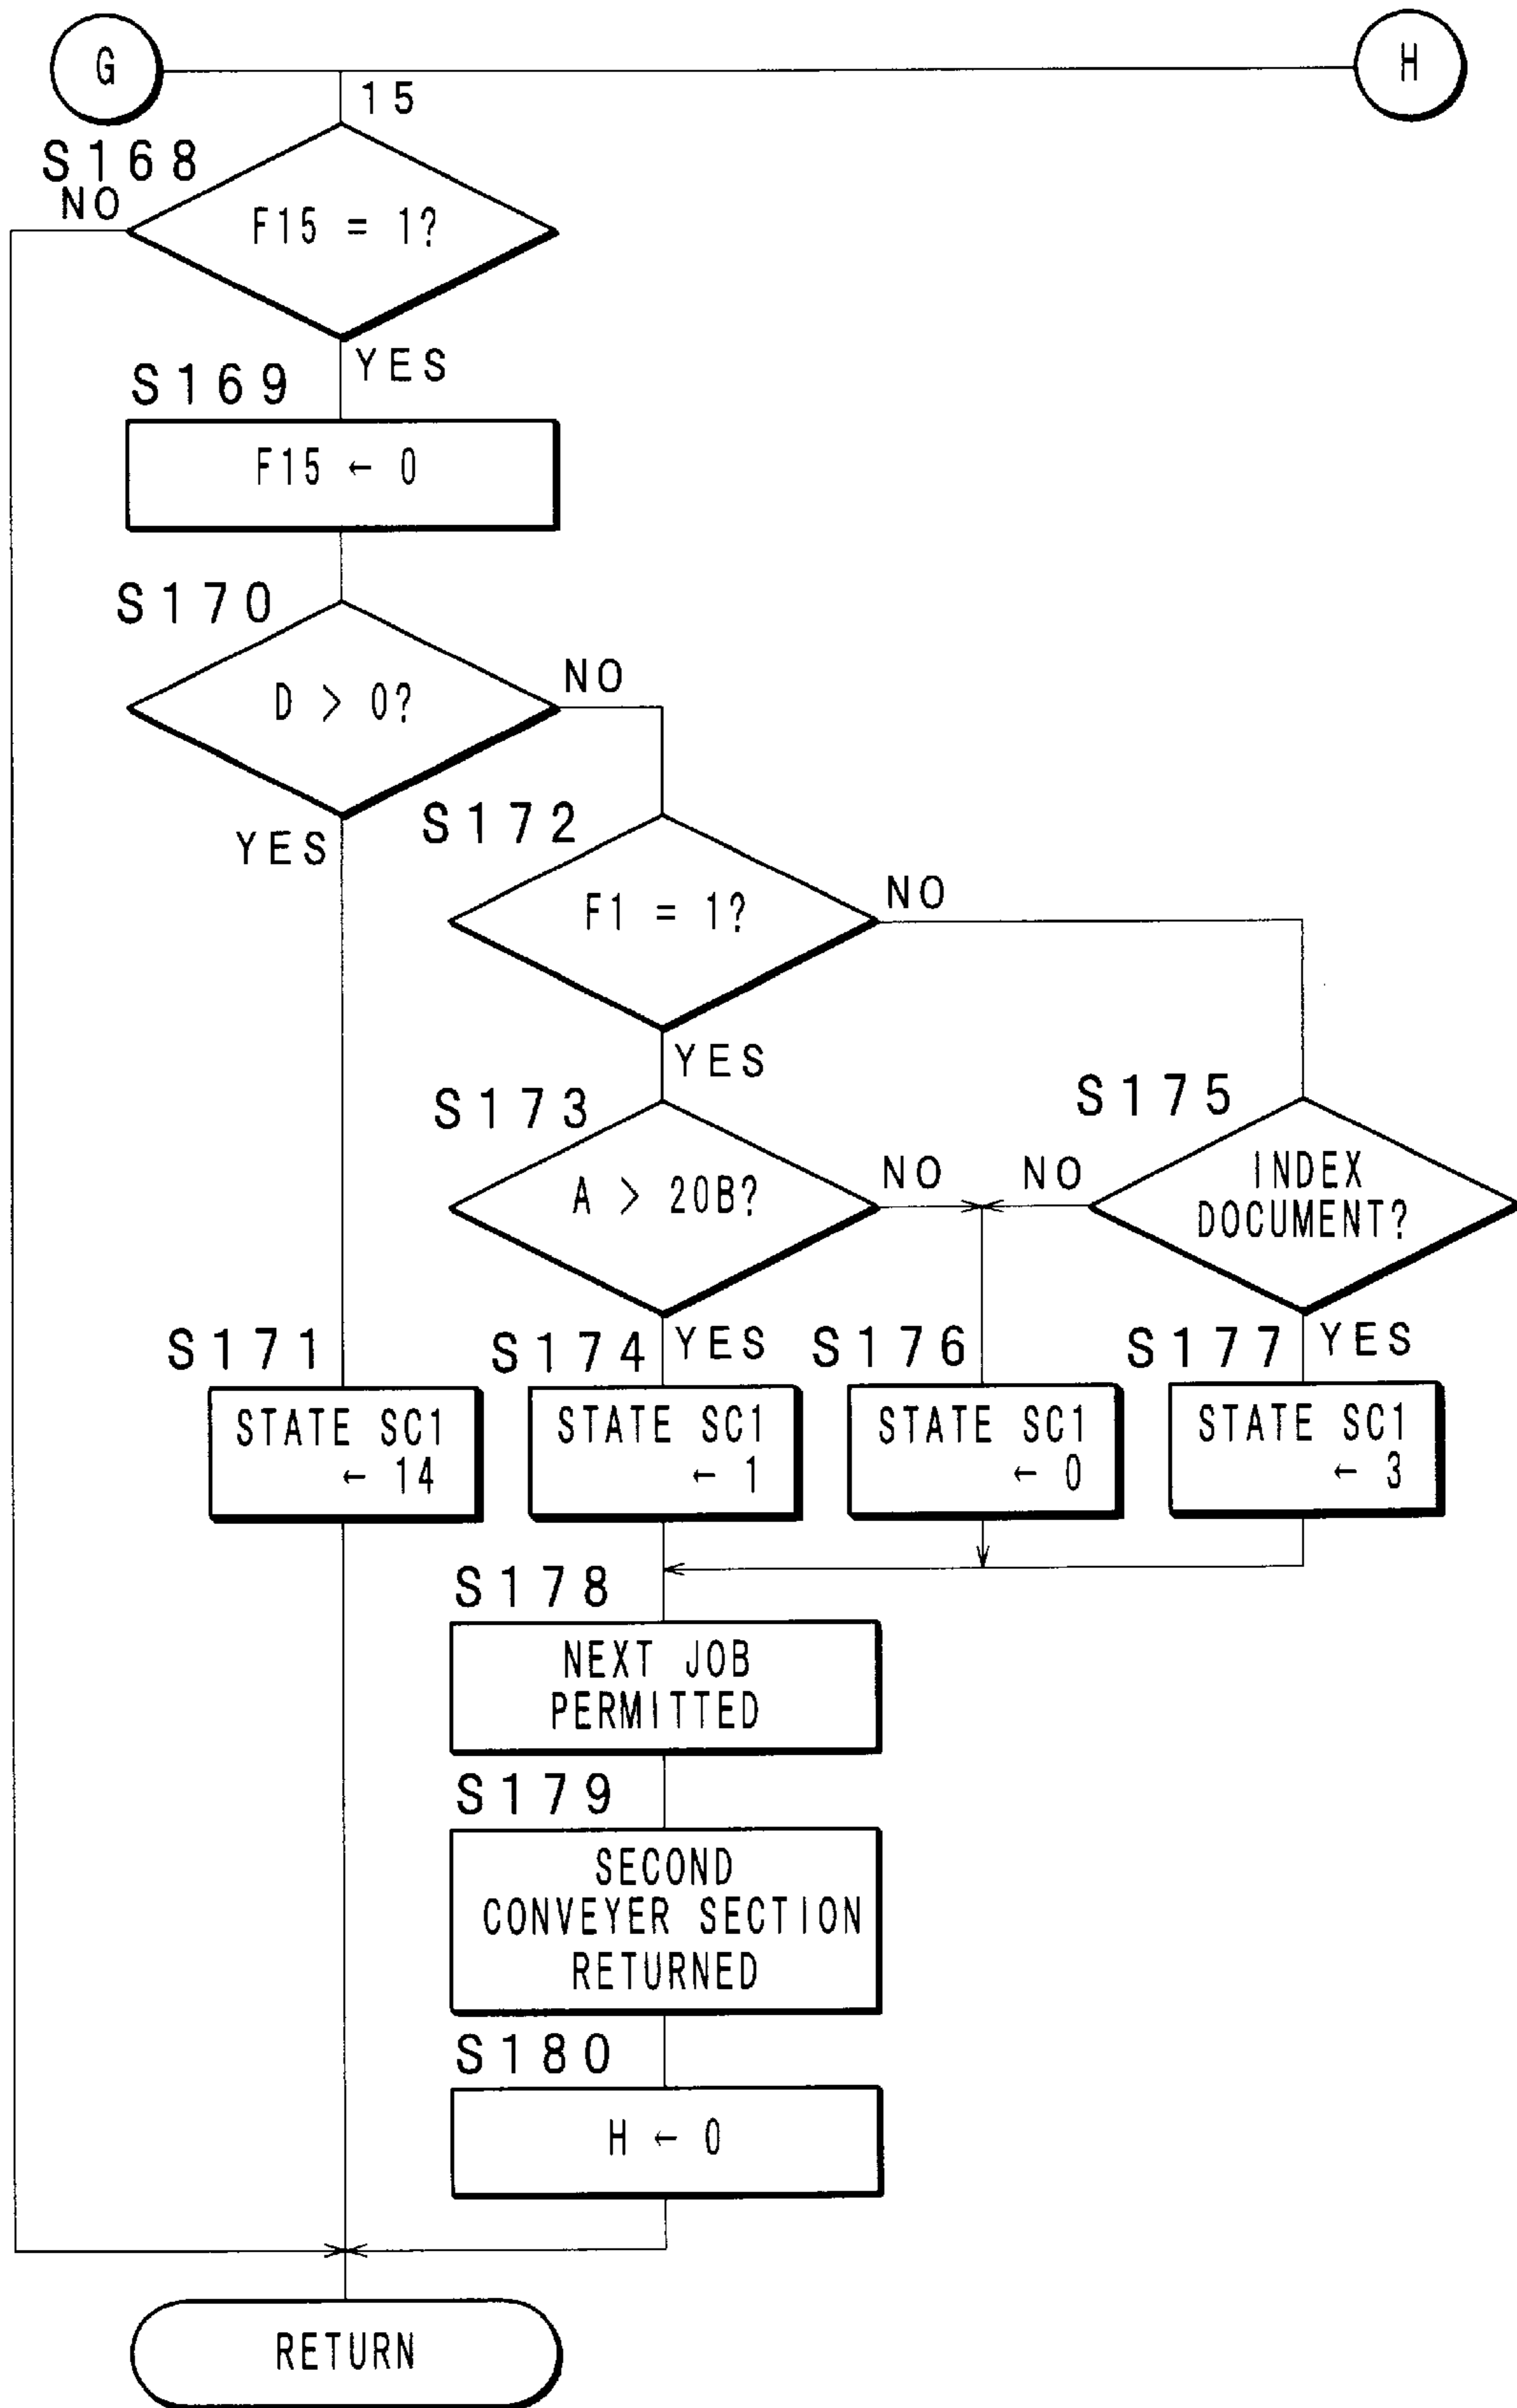 G
H
15
S168
NO
F15 = 1?
YES
S169
F15 ← 0
S170
D > 0?
NO
YES
S172
F1 = 1?
NO
YES
S173
A > 20B?
NO
S175
NO
INDEX
DOCUMENT?
S171
STATE SC1
← 14
S174
YES
STATE SC1
← 1
S176
STATE SC1
← 0
S177
YES
STATE SC1
← 3
S178
NEXT JOB
PERMITTED
S179
SECOND
CONVEYER SECTION
RETURNED
S180
H ← 0
RETURN